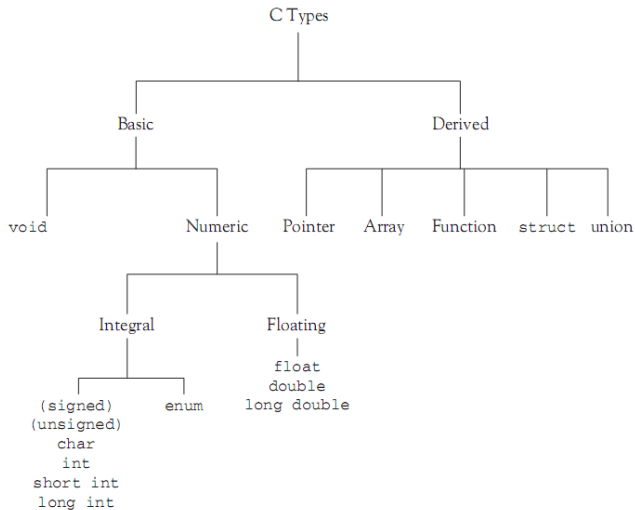 C Types
Basic
Derived
void
Numeric
Pointer
Array
Function
struct
union
Integral
Floating
float
double
long double
(signed)
(unsigned)
char
int
short int
long int
enum